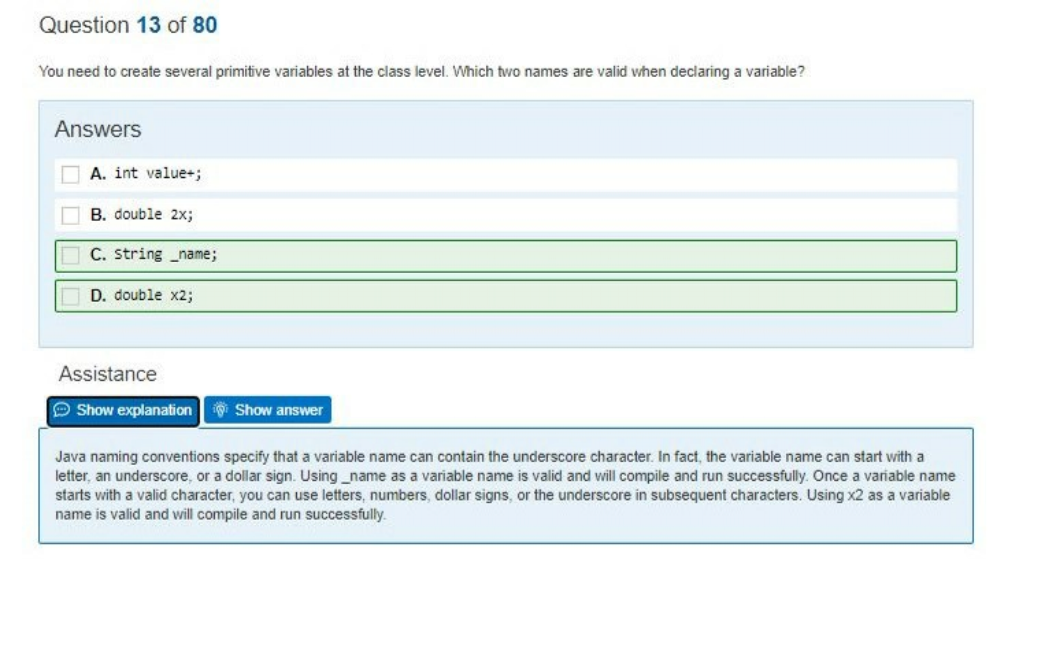 Question 13 of 80
You need to create several primitive variables at the class level. Which two names are valid when declaring a variable?
Answers
A. int value+;
B. double 2x;
C. String _name;
D. double x2;
Assistance
Show explanation Show answer
Java naming conventions specify that a variable name can contain the underscore character. In fact, the variable name can start with a
letter, an underscore, or a dollar sign. Using _name as a variable name is valid and will compile and run successfully. Once a variable name
starts with a valid character, you can use letters, numbers, dollar signs, or the underscore in subsequent characters. Using x2 as a variable
name is valid and will compile and run successfully.